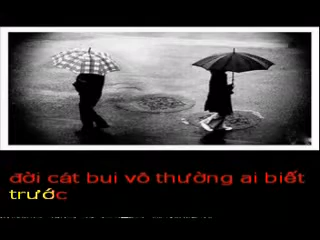 đời cát bụi vô thường ai biết
trước